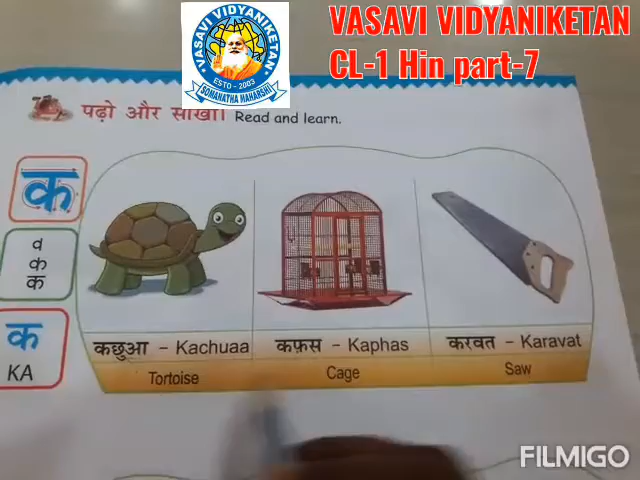 VASAVI VIDYANIKETAN
CL-1 Hin part-7
VASAVI VIDYANIKETAN
ESTD - 2003
SOMANATHA MAHARSHI
पढ़ो और सीखो। Read and learn.
क
व
क
क
क
KA
कछुआ - Kachuaa
Tortoise
कफ़स - Kaphas
Cage
करवत - Karavat
Saw
FILMIGO